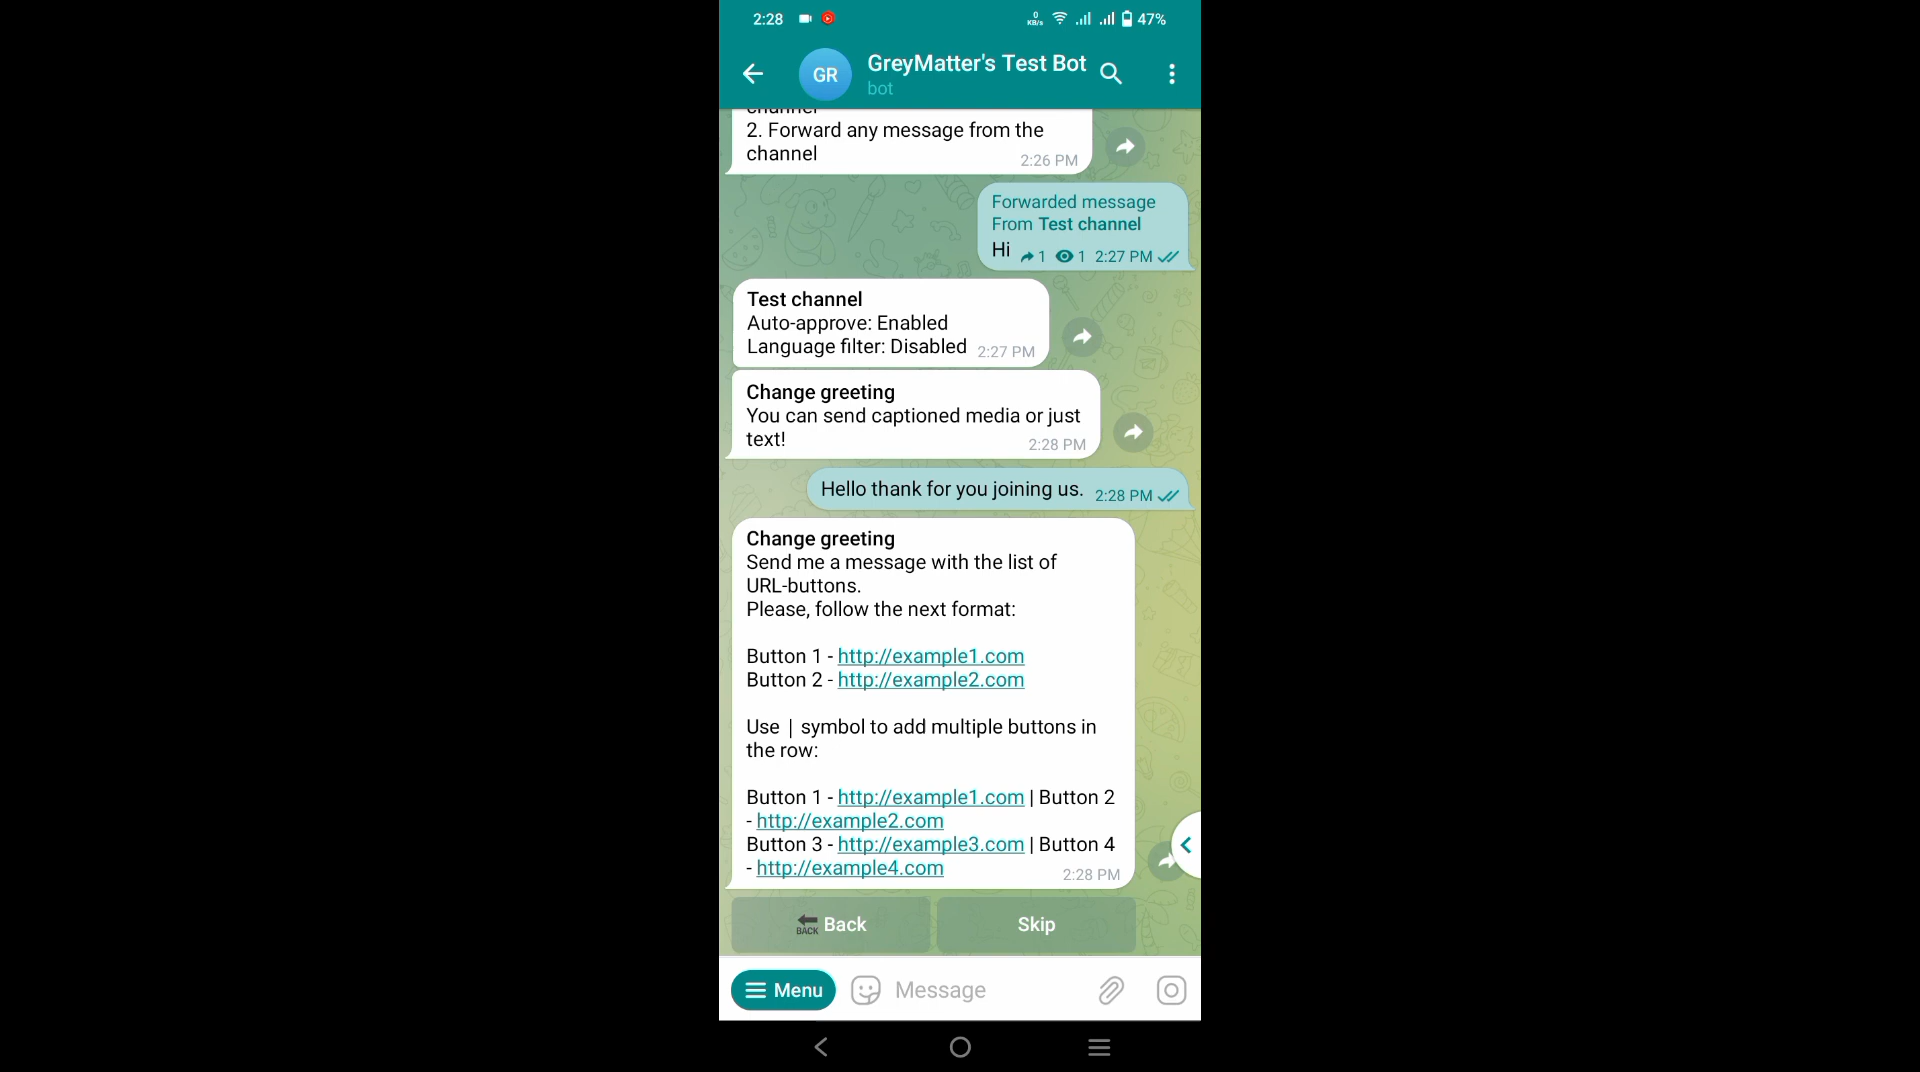 2:28
0
KB/s
47%
GR
GreyMatter's Test Bot
bot
channel
2. Forward any message from the
channel
2:26 PM
Forwarded message
From Test channel
Hi
1 1 2:27 PM
Test channel
Auto-approve: Enabled
Language filter: Disabled 2:27 PM
Change greeting
You can send captioned media or just
text!
2:28 PM
Hello thank for you joining us. 2:28 PM
Change greeting
Send me a message with the list of
URL-buttons.
Please, follow the next format:
Button 1 - http://example1.com
Button 2 - http://example2.com
Use | symbol to add multiple buttons in
the row:
Button 1 - http://example1.com | Button 2
- http://example2.com
Button 3 - http://example3.com | Button 4
- http://example4.com
2:28 PM
BACK Back
Skip
Menu
Message